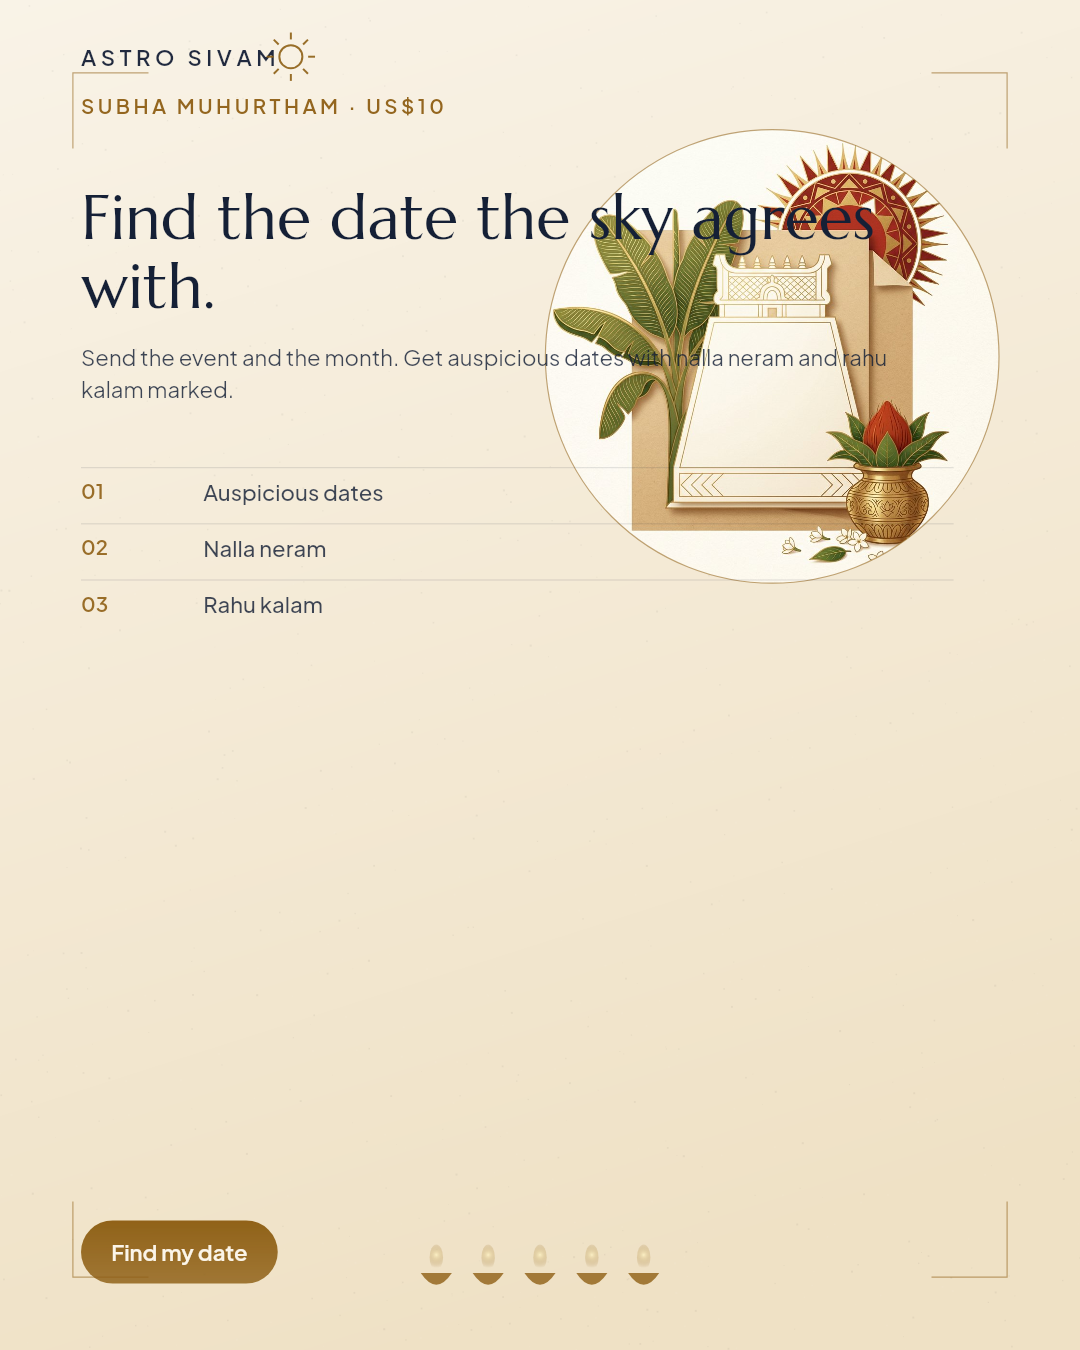 ASTRO SIVAM
SUBHA MUHURTHAM · US$10
Find the date the sky agrees
with.
Send the event and the month. Get auspicious dates with nalla neram and rahu
kalam marked.
01 Auspicious dates
02 Nalla neram
03 Rahu kalam
Find my date